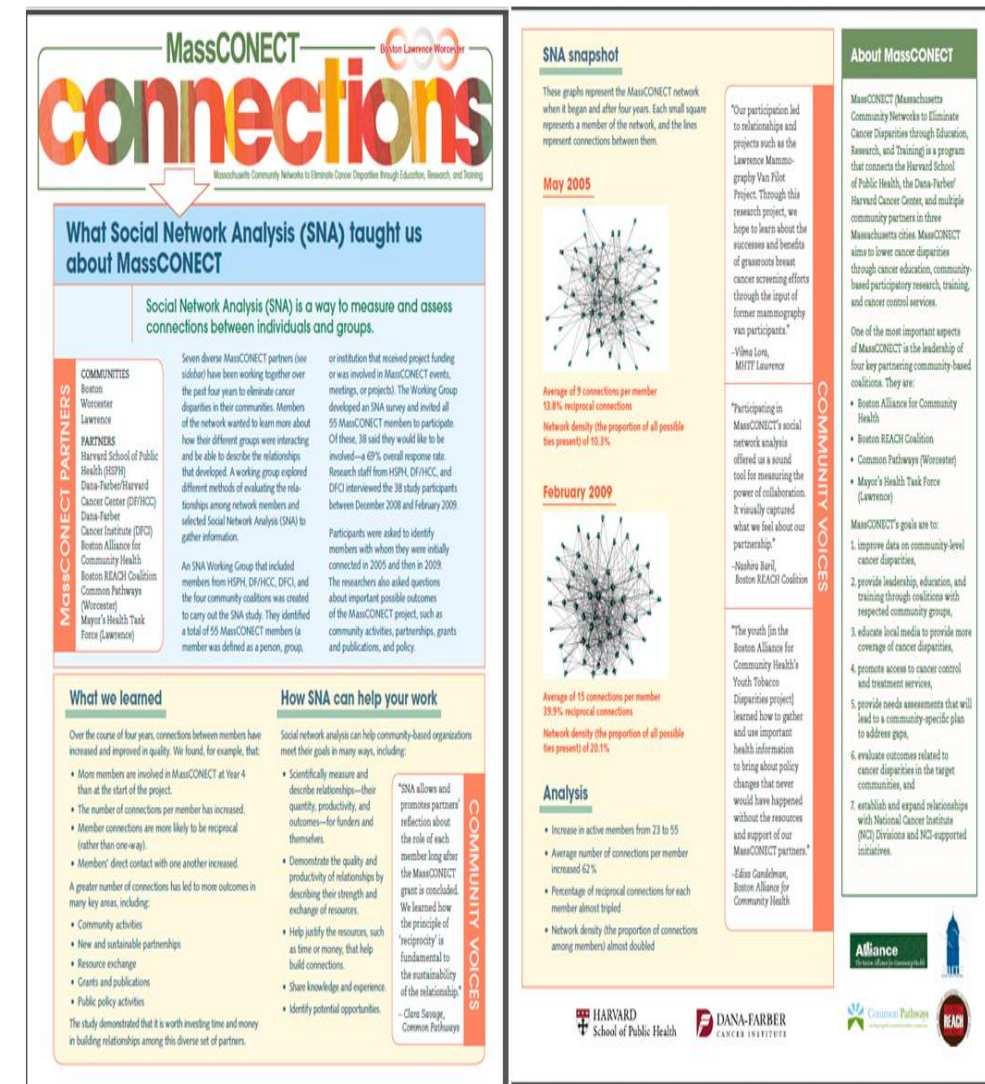 MassCONECT
Boston Lawrence Worcester
connections
Massachusetts Community Networks to Eliminate Cancer Disparities through Education, Research, and Training
What Social Network Analysis (SNA) taught us
about MassCONECT
Social Network Analysis (SNA) is a way to measure and assess
connections between individuals and groups.
MassCONECT PARTNERS
COMMUNITIES
Boston
Worcester
Lawrence
PARTNERS
Harvard School of Public
Health (HSPH)
Dana-Farber/Harvard
Cancer Center (DF/HCC)
Dana-Farber
Cancer Institute (DFCI)
Boston Alliance for
Community Health
Boston REACH Coalition
Common Pathways
(Worcester)
Mayor's Health Task
Force (Lawrence)
Seven diverse MassCONECT partners (see
sidebar) have been working together over
the past four years to eliminate cancer
disparities in their communities. Members
of the network wanted to learn more about
how their different groups were interacting
and be able to describe the relationships
that developed. A working group explored
different methods of evaluating the rela-
tionships among network members and
selected Social Network Analysis (SNA) to
gather information.
An SNA Working Group that included
members from HSPH, DF/HCC, DFCI, and
the four community coalitions was created
to carry out the SNA study. They identified
a total of 55 MassCONECT members (a
member was defined as a person, group,
or institution that received project funding
or was involved in MassCONECT events,
meetings, or projects). The Working Group
developed an SNA survey and invited all
55 MassCONECT members to participate.
Of these, 38 said they would like to be
involved—a 69% overall response rate.
Research staff from HSPH, DF/HCC, and
DFCI interviewed the 38 study participants
between December 2008 and February 2009.
Participants were asked to identify
members with whom they were initially
connected in 2005 and then in 2009.
The researchers also asked questions
about important possible outcomes
of the MassCONECT project, such as
community activities, partnerships, grants
and publications, and policy.
What we learned
Over the course of four years, connections between members have
increased and improved in quality. We found, for example, that:
• More members are involved in MassCONECT at Year 4
than at the start of the project.
• The number of connections per member has increased.
• Member connections are more likely to be reciprocal
(rather than one-way).
• Members' direct contact with one another increased.
A greater number of connections has led to more outcomes in
many key areas, including:
• Community activities
• New and sustainable partnerships
• Resource exchange
• Grants and publications
• Public policy activities
The study demonstrated that it is worth investing time and money
in building relationships among this diverse set of partners.
How SNA can help your work
Social network analysis can help community-based organizations
meet their goals in many ways, including:
• Scientifically measure and
describe relationships—their
quantity, productivity, and
outcomes—for funders and
themselves.
• Demonstrate the quality and
productivity of relationships by
describing their strength and
exchange of resources.
• Help justify the resources, such
as time or money, that help
build connections.
• Share knowledge and experience.
• Identify potential opportunities.
"SNA allows and
promotes partners'
reflection about
the role of each
member long after
the MassCONECT
grant is concluded.
We learned how
the principle of
'reciprocity' is
fundamental to
the sustainability
of the relationship."
– Clara Savage,
Common Pathways
COMMUNITY VOICES
SNA snapshot
These graphs represent the MassCONECT network
when it began and after four years. Each small square
represents a member of the network, and the lines
represent connections between them.
May 2005
Average of 9 connections per member
13.8% reciprocal connections
Network density (the proportion of all possible
ties present) of 10.3%
February 2009
Average of 15 connections per member
39.9% reciprocal connections
Network density (the proportion of all possible
ties present) of 20.1%
Analysis
• Increase in active members from 23 to 55
• Average number of connections per member
increased 62%
• Percentage of reciprocal connections for each
member almost tripled
• Network density (the proportion of connections
among members) almost doubled
"Our participation led
to relationships and
projects such as the
Lawrence Mammo-
graphy Van Pilot
Project. Through this
research project, we
hope to learn about the
successes and benefits
of grassroots breast
cancer screening efforts
through the input of
former mammography
van participants."
–Vilma Lora,
MHTF Lawrence
"Participating in
MassCONECT's social
network analysis
offered us a sound
tool for measuring the
power of collaboration.
It visually captured
what we feel about our
partnership."
–Nashira Baril,
Boston REACH Coalition
"The youth [in the
Boston Alliance for
Community Health's
Youth Tobacco
Disparities project]
learned how to gather
and use important
health information
to bring about policy
changes that never
would have happened
without the resources
and support of our
MassCONECT partners."
–Ediss Gandelman,
Boston Alliance for
Community Health
COMMUNITY VOICES
About MassCONECT
MassCONECT (Massachusetts
Community Networks to Eliminate
Cancer Disparities through Education,
Research, and Training) is a program
that connects the Harvard School
of Public Health, the Dana-Farber/
Harvard Cancer Center, and multiple
community partners in three
Massachusetts cities. MassCONECT
aims to lower cancer disparities
through cancer education, community-
based participatory research, training,
and cancer control services.
One of the most important aspects
of MassCONECT is the leadership of
four key partnering community-based
coalitions. They are:
• Boston Alliance for Community
Health
• Boston REACH Coalition
• Common Pathways (Worcester)
• Mayor's Health Task Force
(Lawrence)
MassCONECT's goals are to:
1. improve data on community-level
cancer disparities,
2. provide leadership, education, and
training through coalitions with
respected community groups,
3. educate local media to provide more
coverage of cancer disparities,
4. promote access to cancer control
and treatment services,
5. provide needs assessments that will
lead to a community-specific plan
to address gaps,
6. evaluate outcomes related to
cancer disparities in the target
communities, and
7. establish and expand relationships
with National Cancer Institute
(NCI) Divisions and NCI-supported
initiatives.
Alliance
The Boston Alliance for Community Health
HARVARD
School of Public Health
DANA-FARBER
CANCER INSTITUTE
Common Pathways
REACH